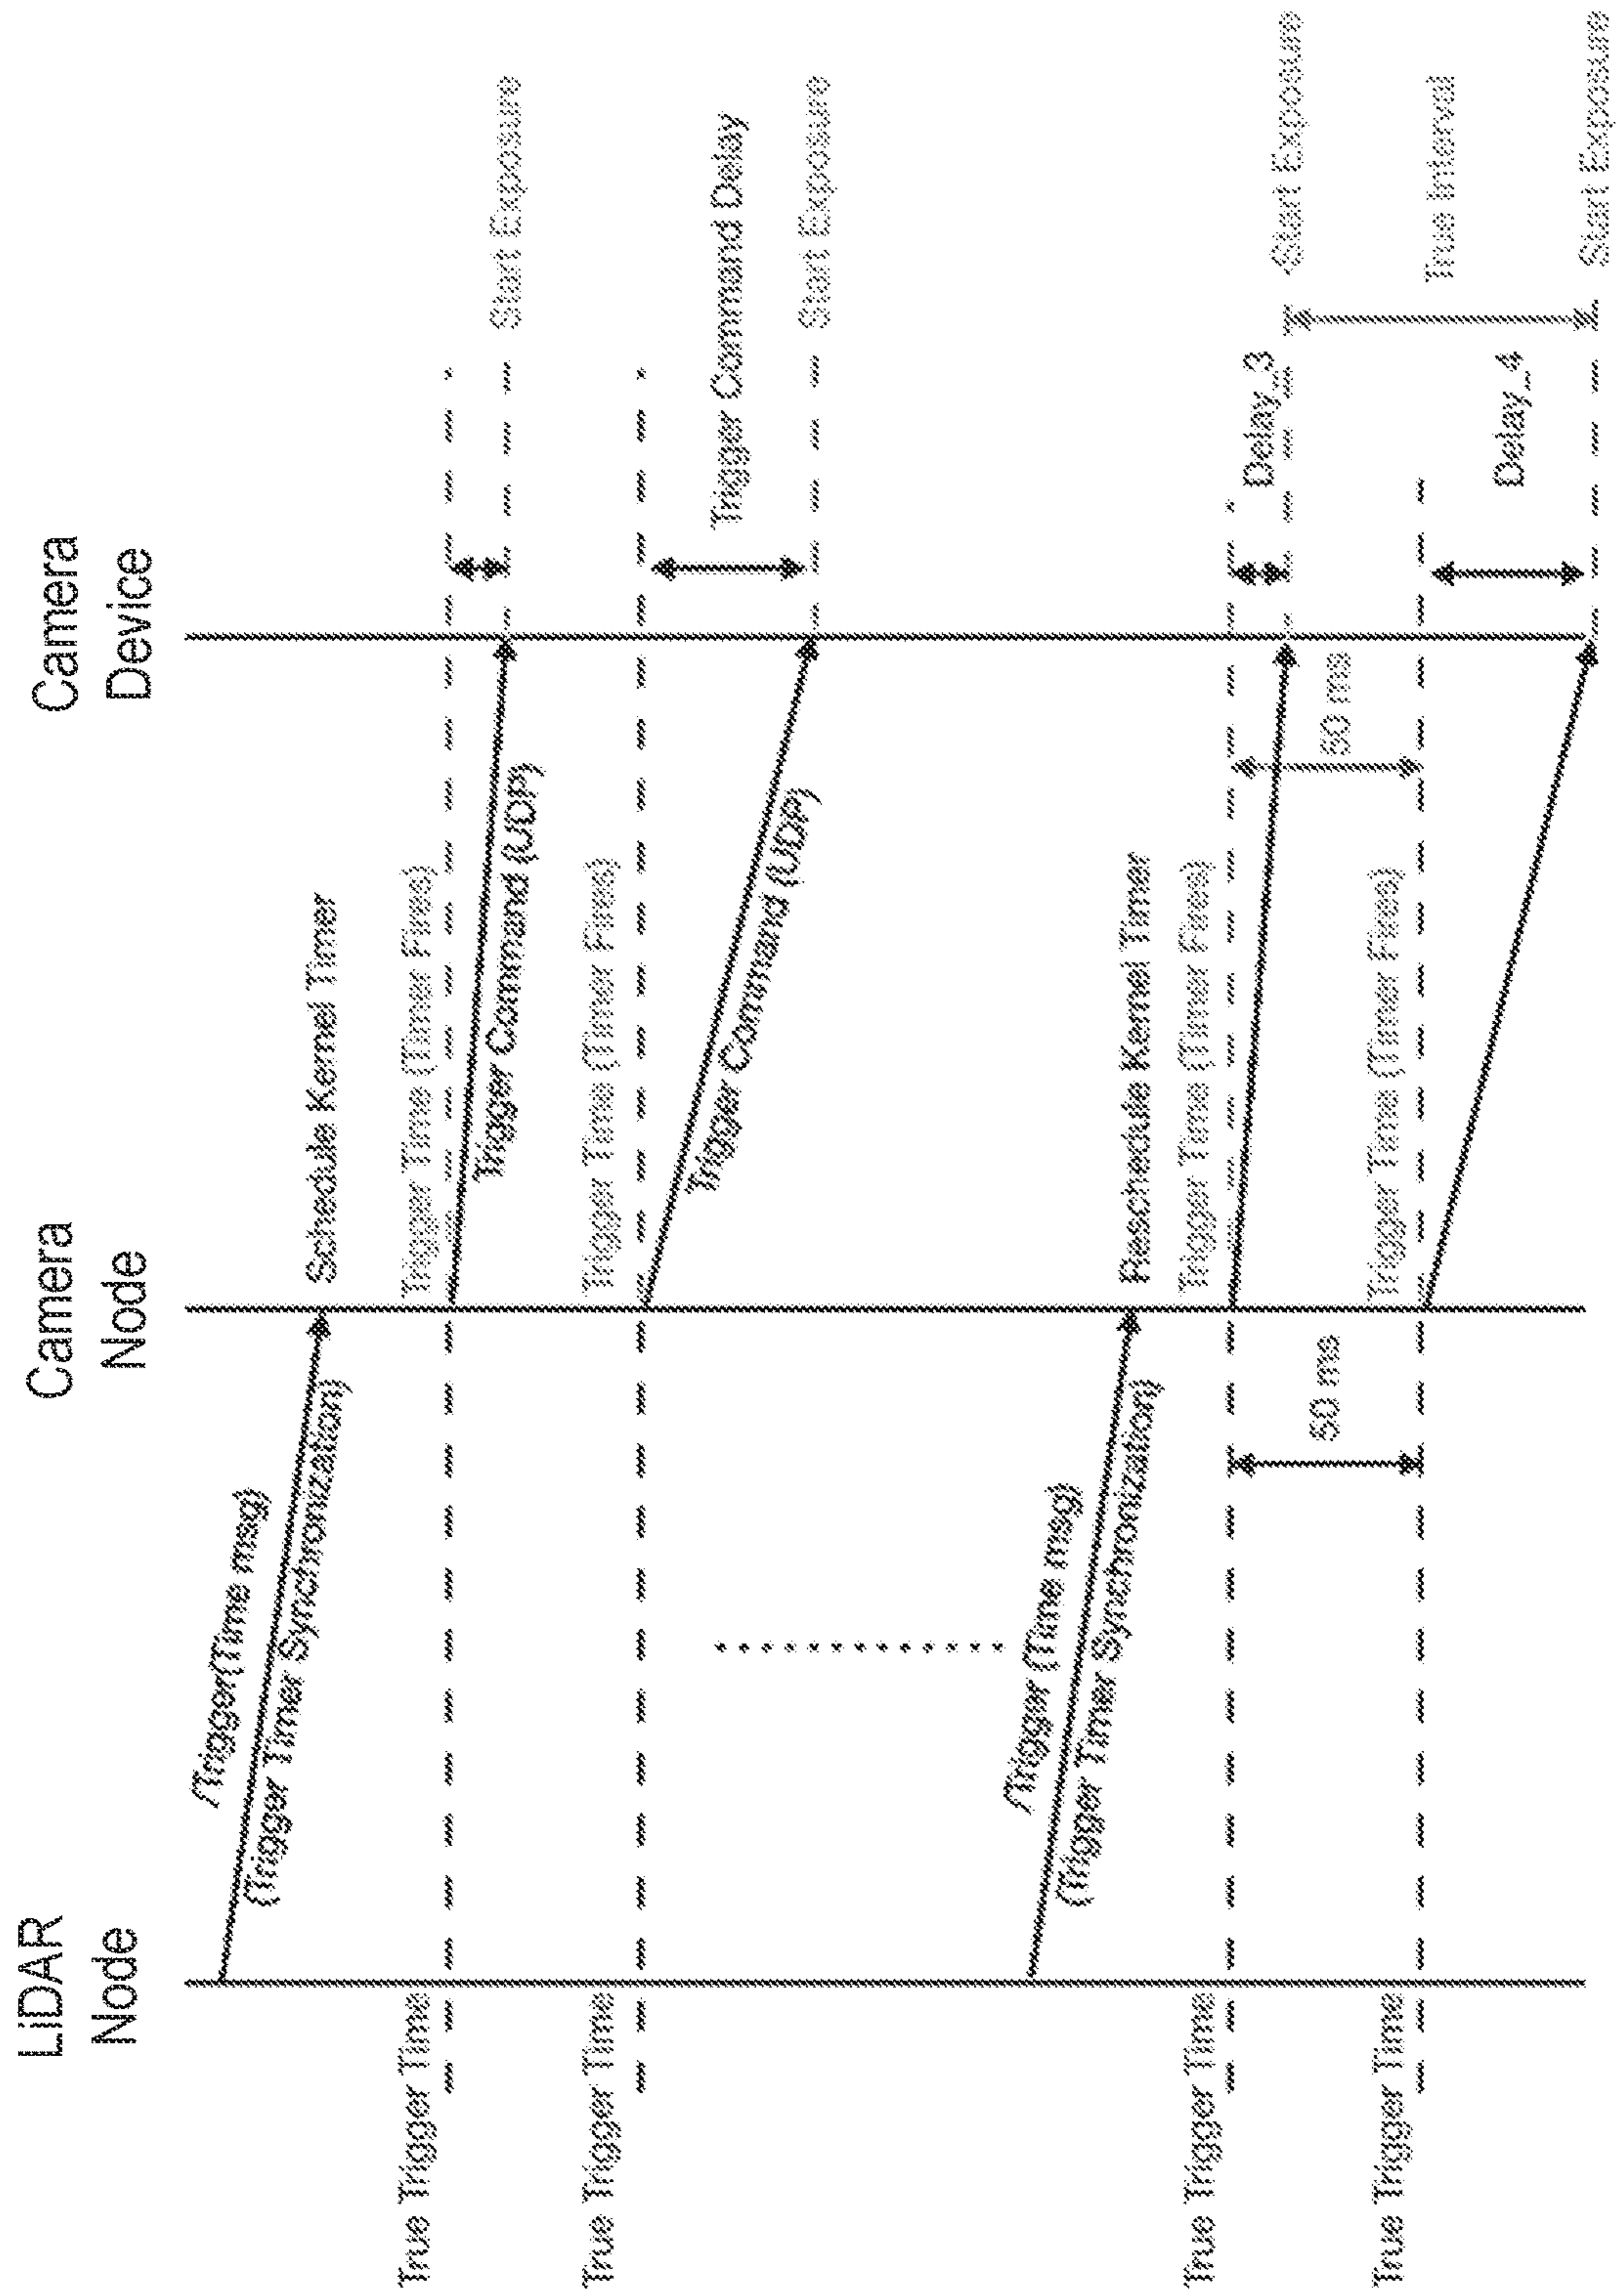 LiDAR
Node
Camera
Node
Camera
Device
/Trigger(Time msg)
(Trigger Timer Synchronization)
Schedule Kernel Timer
True Trigger Time
Trigger Time (Timer Fires)
Trigger Command (UDP)
Start Exposure
True Trigger Time
Trigger Time (Timer Fires)
Trigger Command (UDP)
Trigger Command Delay
Start Exposure
/Trigger (Time msg)
(Trigger Timer Synchronization)
Reschedule Kernel Timer
True Trigger Time
Trigger Time (Timer Fires)
Delay_3
Start Exposure
50 ms
50 ms
True Interval
True Trigger Time
Trigger Time (Timer Fires)
Delay_4
Start Exposure